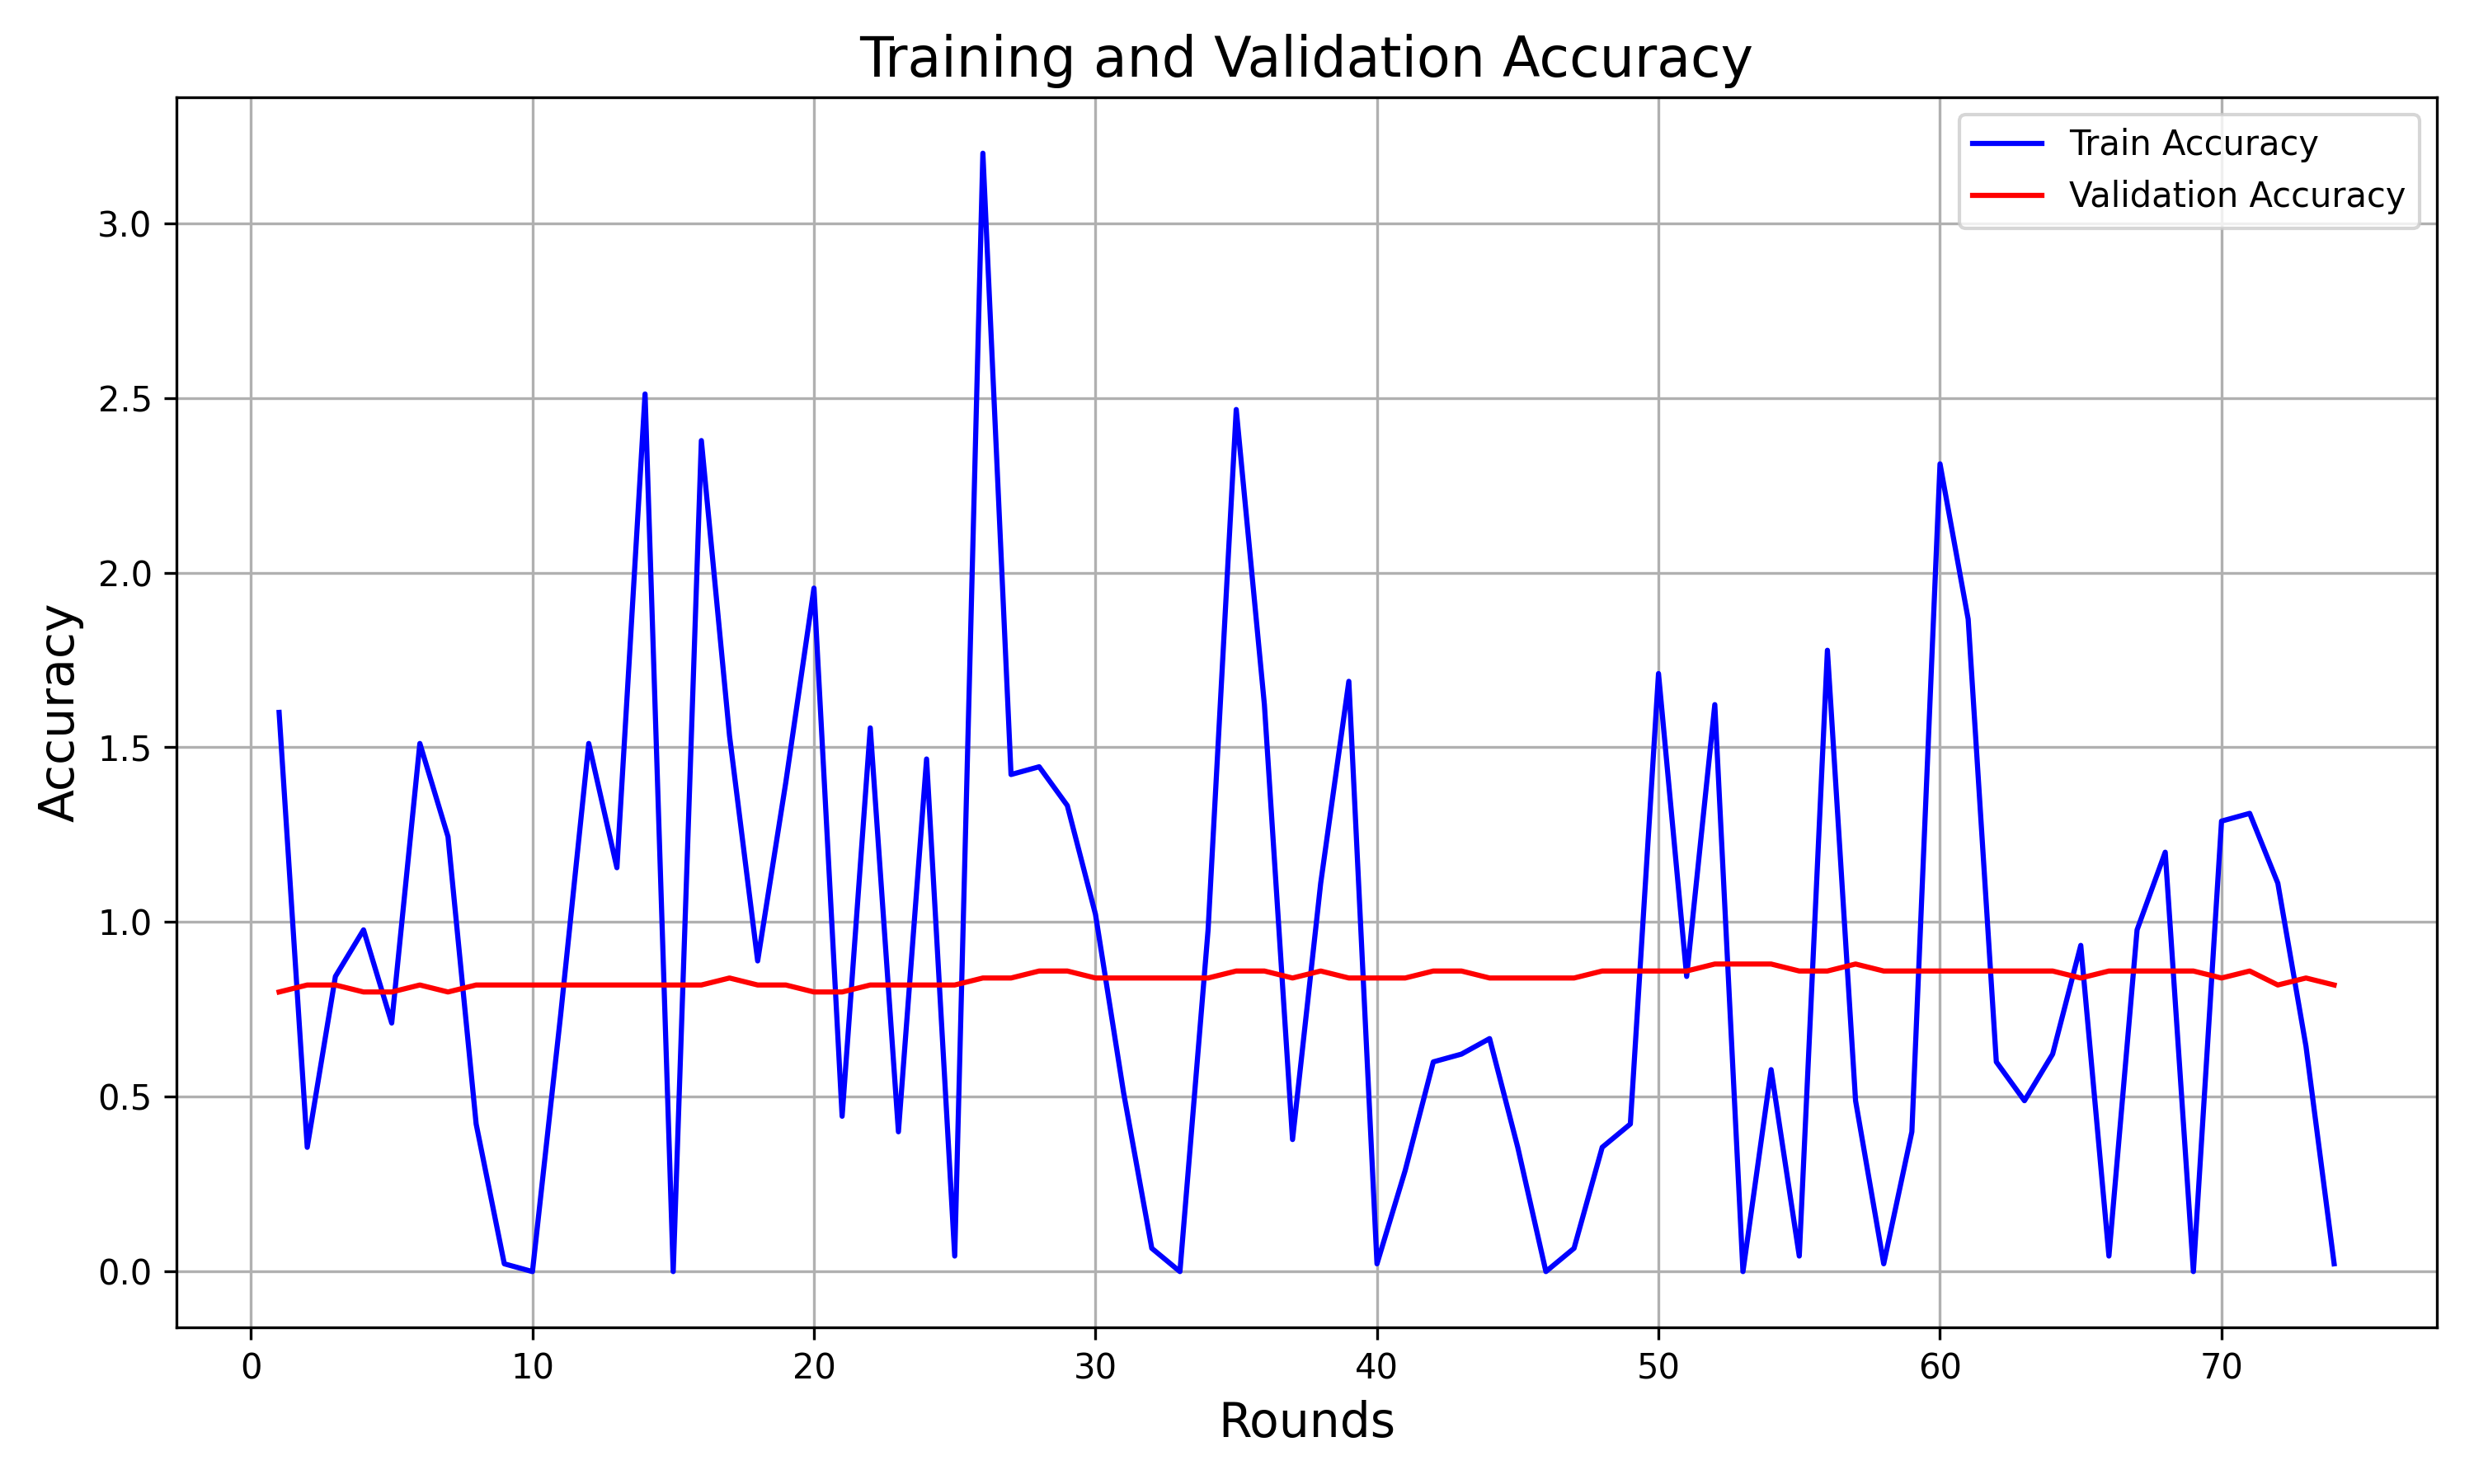 Training and Validation Accuracy
Train Accuracy
Validation Accuracy
3.0
2.5
2.0
1.5
1.0
0.5
0.0
Accuracy
0 10 20 30 40 50 60 70
Rounds